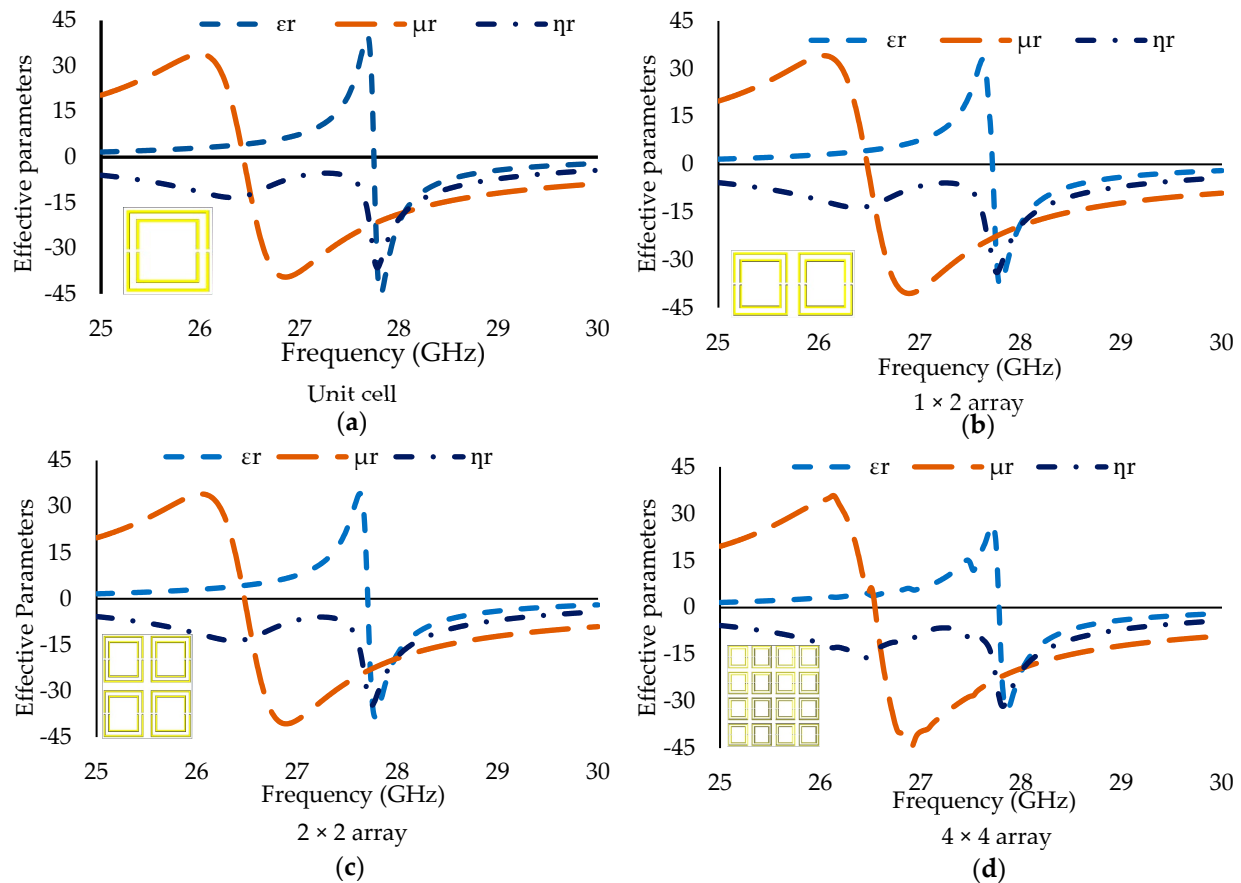 εr μr ηr
Effective parameters
45
30
15
0
-15
-30
-45
25 26 27 28 29 30
Frequency (GHz)
Unit cell
(a)
εr μr ηr
Effective parameters
45
30
15
0
-15
-30
-45
25 26 27 28 29 30
Frequency (GHz)
1 × 2 array
(b)
εr μr ηr
Effective Parameters
45
30
15
0
-15
-30
-45
25 26 27 28 29 30
Frequency (GHz)
2 × 2 array
(c)
εr μr ηr
Effective parameters
45
30
15
0
-15
-30
-45
25 26 27 28 29 30
Frequency (GHz)
4 × 4 array
(d)